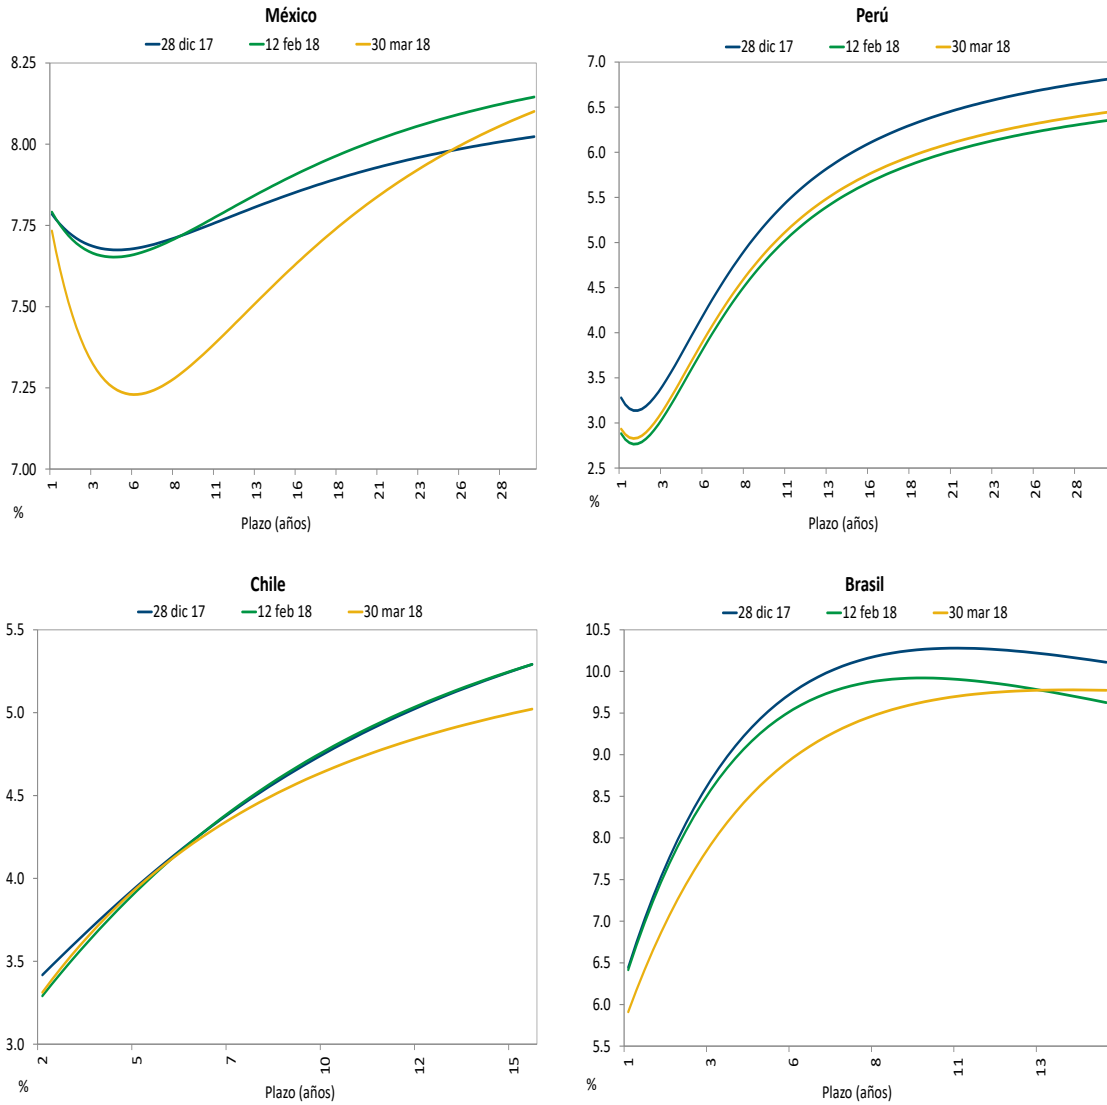 México
28 dic 17 12 feb 18 30 mar 18
8.25
8.00
7.75
7.50
7.25
7.00
1 3 6 8 11 13 16 18 21 23 26 28
%
Plazo (años)
Perú
28 dic 17 12 feb 18 30 mar 18
7.0
6.5
6.0
5.5
5.0
4.5
4.0
3.5
3.0
2.5
1 3 6 8 11 13 16 18 21 23 26 28
%
Plazo (años)
Chile
28 dic 17 12 feb 18 30 mar 18
5.5
5.0
4.5
4.0
3.5
3.0
2 5 7 10 12 15
%
Plazo (años)
Brasil
28 dic 17 12 feb 18 30 mar 18
10.5
10.0
9.5
9.0
8.5
8.0
7.5
7.0
6.5
6.0
5.5
1 3 6 8 11 13
%
Plazo (años)